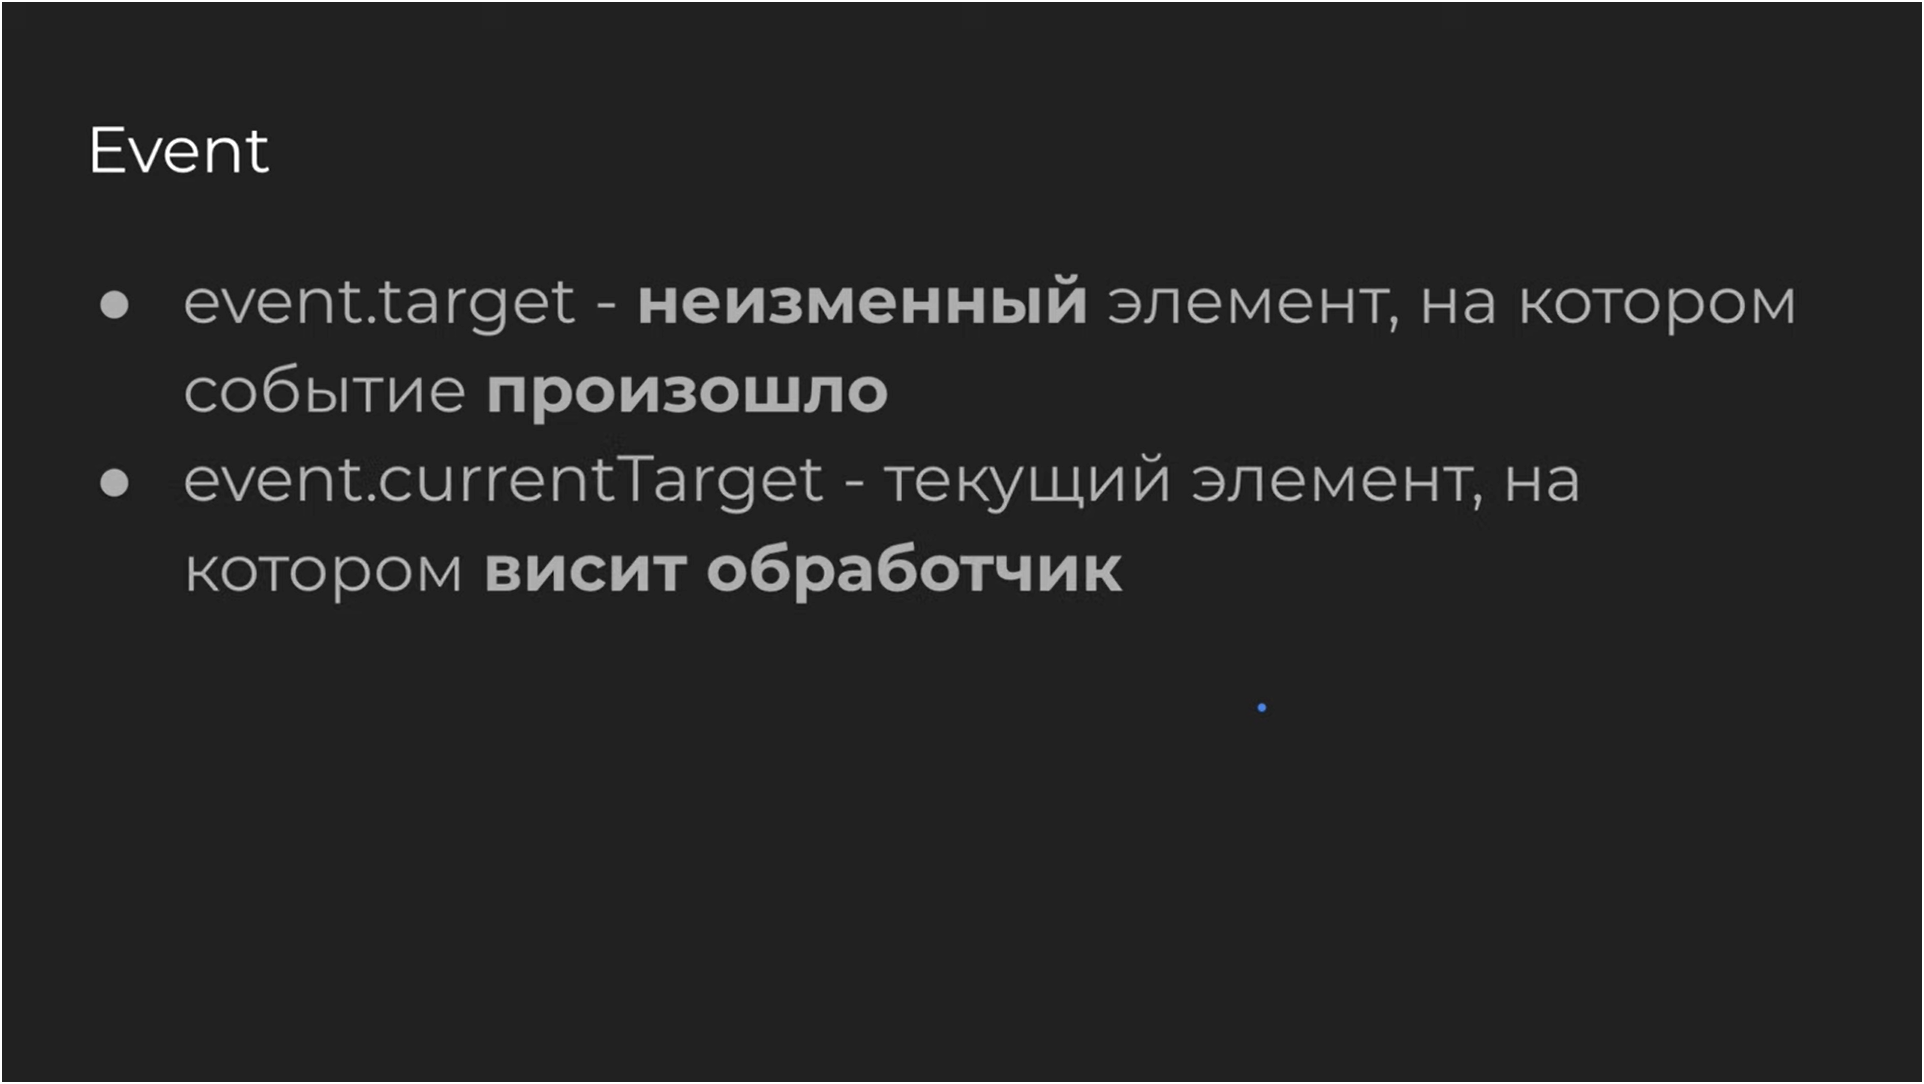 Event
● event.target - неизменный элемент, на котором
событие произошло
● event.currentTarget - текущий элемент, на
котором висит обработчик